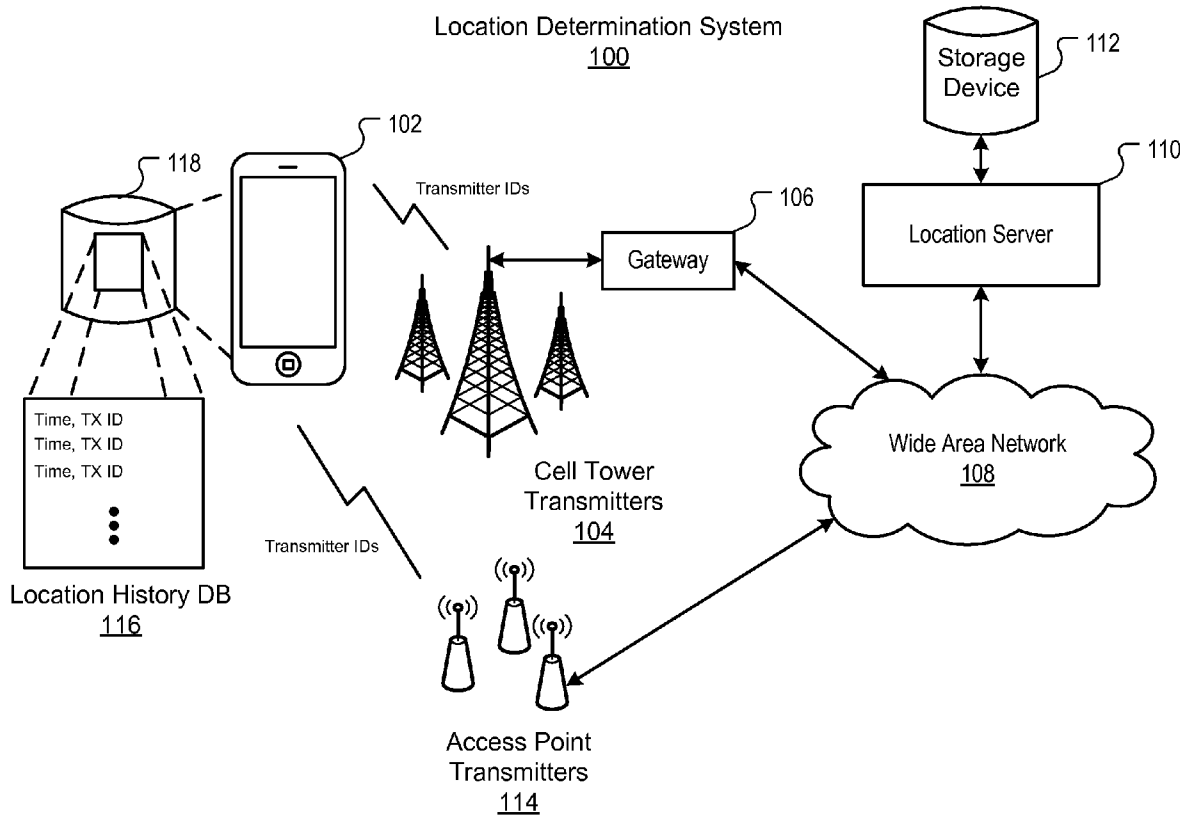 Location Determination System
100
Storage
Device
112
102
110
118
Transmitter IDs
106
Location Server
Gateway
Time, TX ID
Time, TX ID
Time, TX ID
Wide Area Network
108
Cell Tower
Transmitters
104
Transmitter IDs
Location History DB
116
Access Point
Transmitters
114